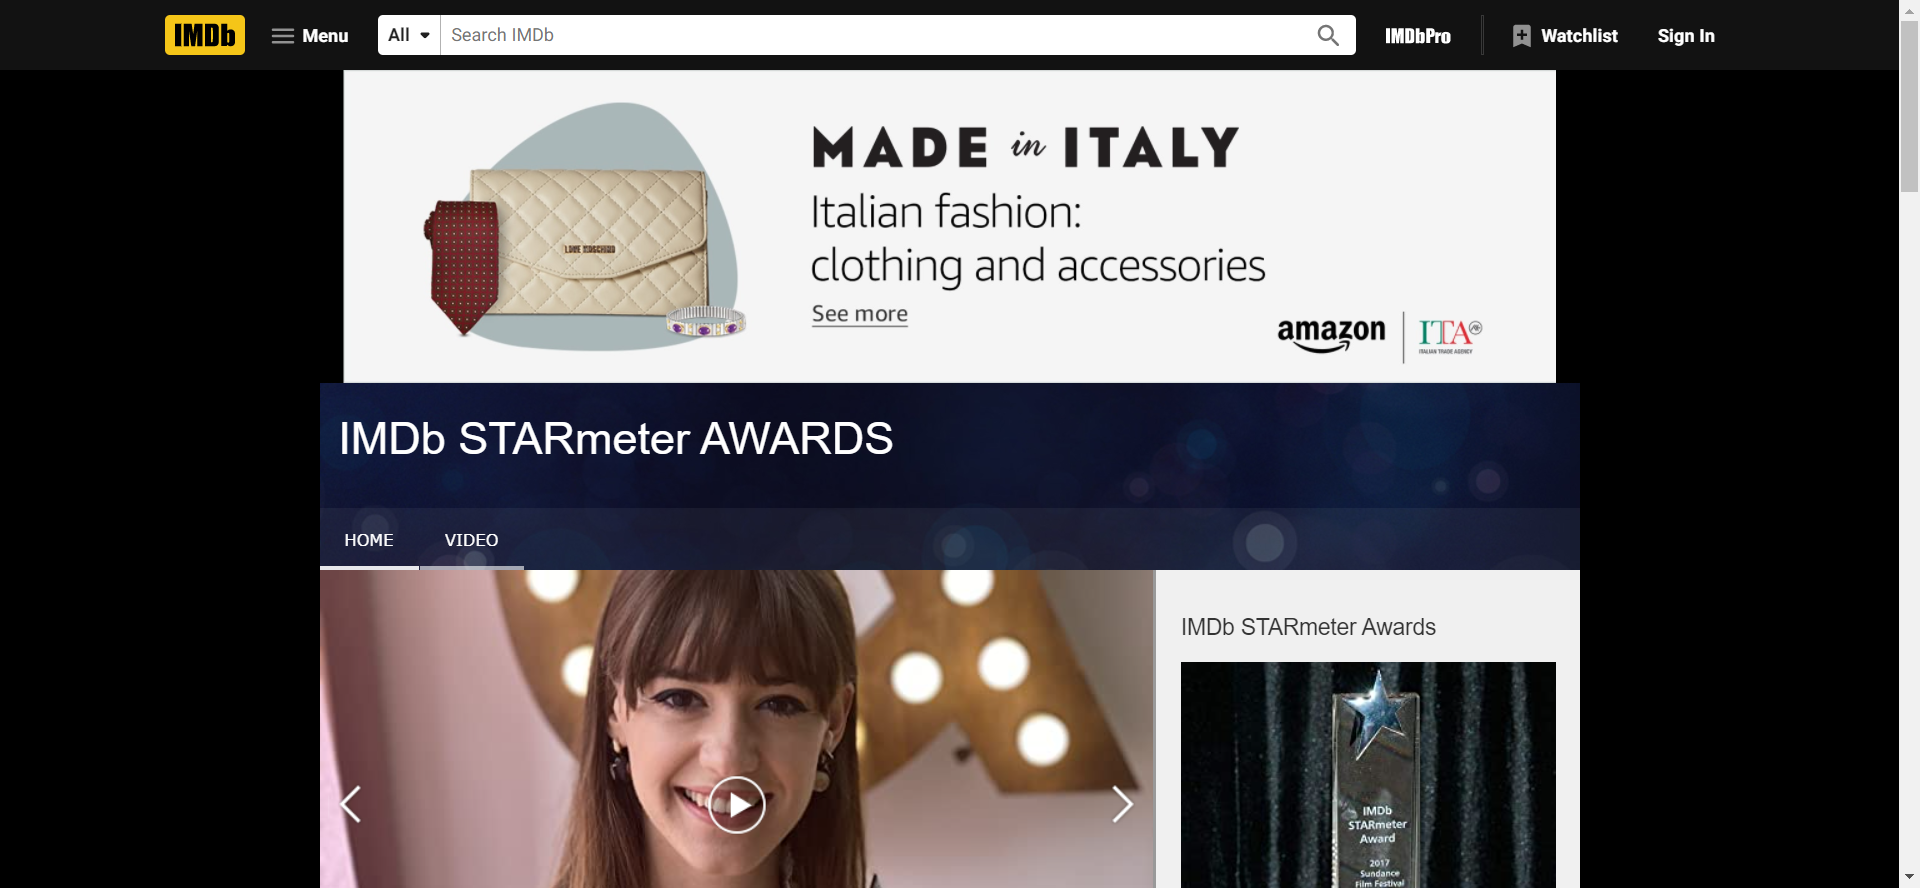 IMDb
Menu
All
Search IMDb
IMDbPro
Watchlist
Sign In
MADE in ITALY
Italian fashion:
clothing and accessories
See more
LOVE MOSCHINO
amazon
ITA
ITALIAN TRADE AGENCY
IMDb STARmeter AWARDS
HOME
VIDEO
IMDb STARmeter Awards
IMDb
STARmeter
Award
2017
Sundance
Film Festival